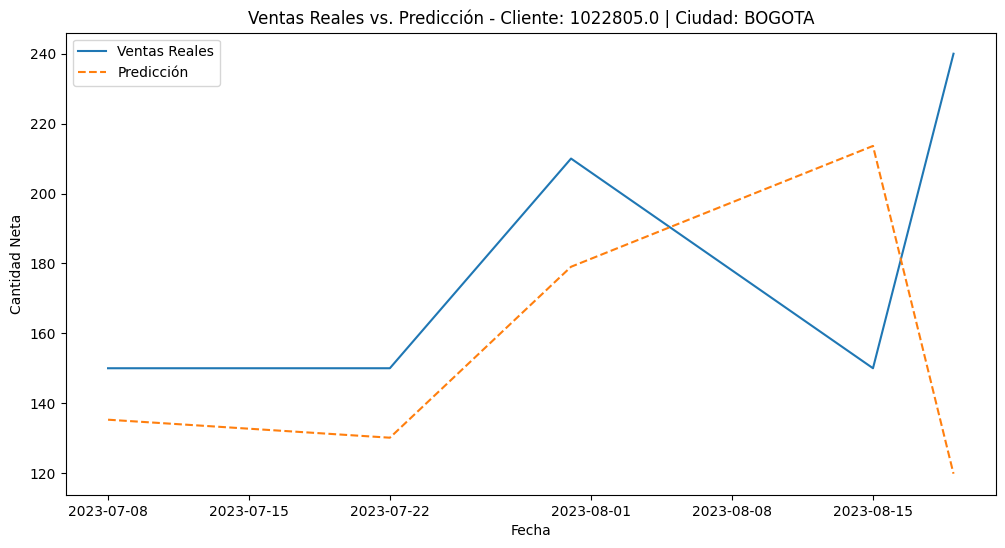 Ventas Reales vs. Predicción - Cliente: 1022805.0 | Ciudad: BOGOTA
Ventas Reales
Predicción
Cantidad Neta
240
220
200
180
160
140
120
2023-07-08
2023-07-15
2023-07-22
2023-08-01
2023-08-08
2023-08-15
Fecha